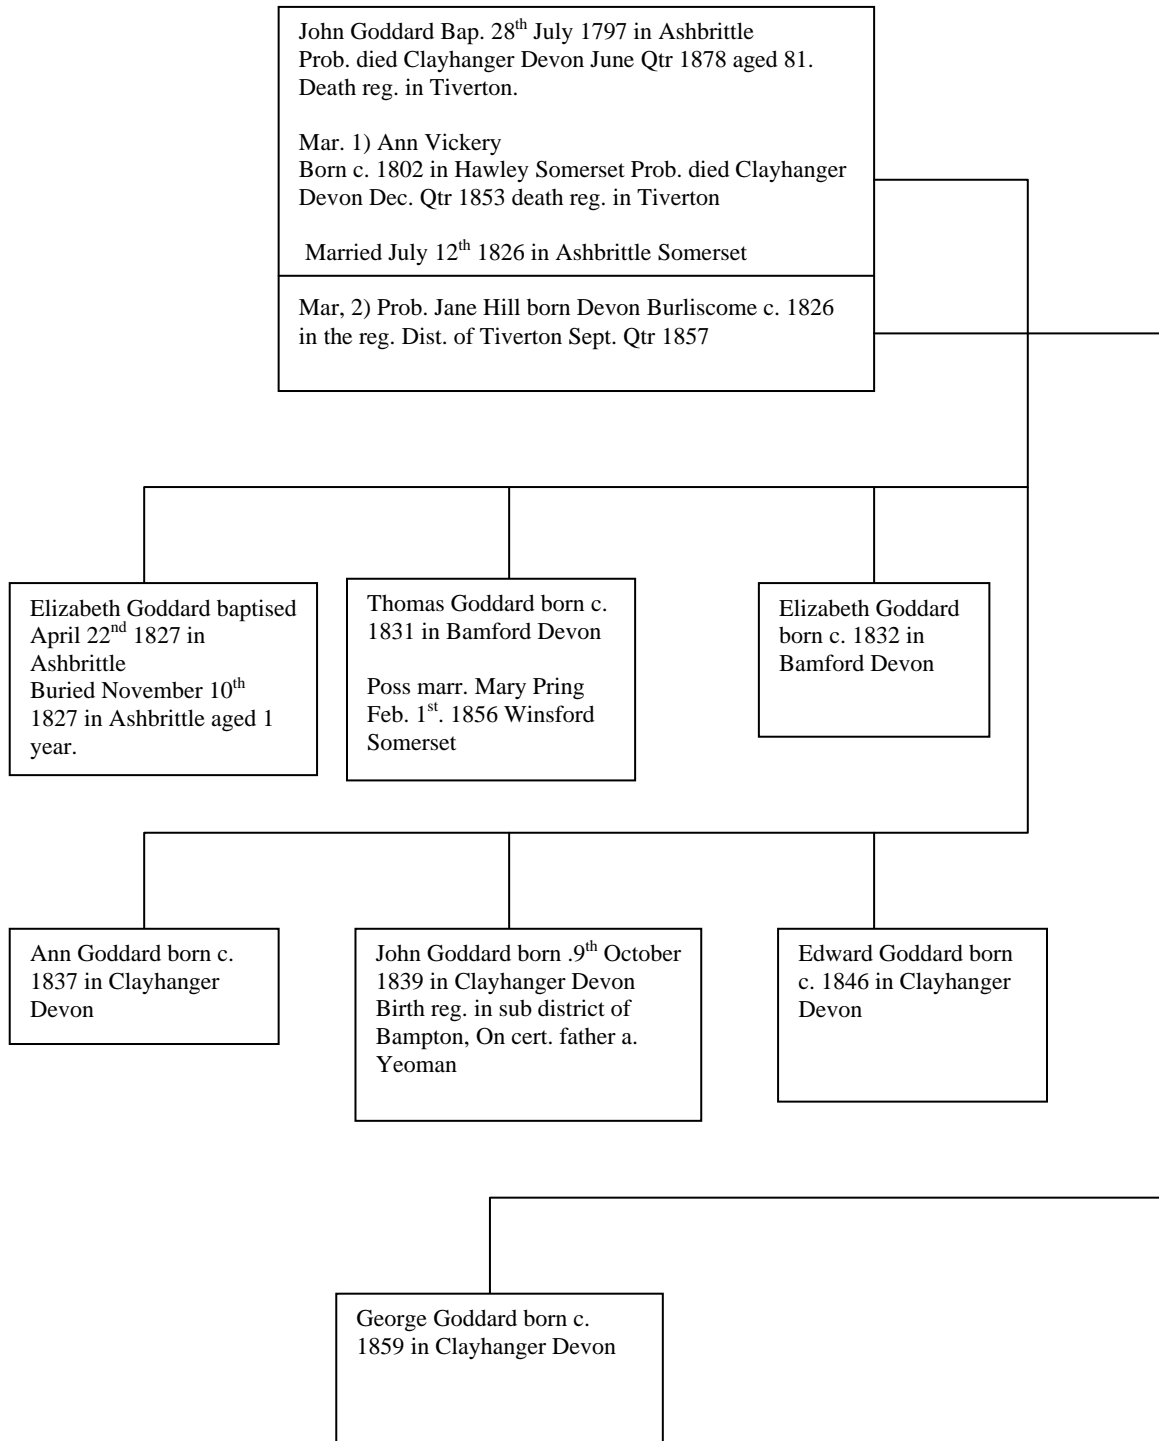 John Goddard Bap. 28th July 1797 in Ashbrittle
Prob. died Clayhanger Devon June Qtr 1878 aged 81.
Death reg. in Tiverton.
Mar. 1) Ann Vickery
Born c. 1802 in Hawley Somerset Prob. died Clayhanger
Devon Dec. Qtr 1853 death reg. in Tiverton
Married July 12th 1826 in Ashbrittle Somerset
Mar, 2) Prob. Jane Hill born Devon Burliscome c. 1826
in the reg. Dist. of Tiverton Sept. Qtr 1857
Elizabeth Goddard baptised
April 22nd 1827 in
Ashbrittle
Buried November 10th
1827 in Ashbrittle aged 1
year.
Thomas Goddard born c.
1831 in Bamford Devon
Poss marr. Mary Pring
Feb. 1st. 1856 Winsford
Somerset
Elizabeth Goddard
born c. 1832 in
Bamford Devon
Ann Goddard born c.
1837 in Clayhanger
Devon
John Goddard born .9th October
1839 in Clayhanger Devon
Birth reg. in sub district of
Bampton, On cert. father a.
Yeoman
Edward Goddard born
c. 1846 in Clayhanger
Devon
George Goddard born c.
1859 in Clayhanger Devon